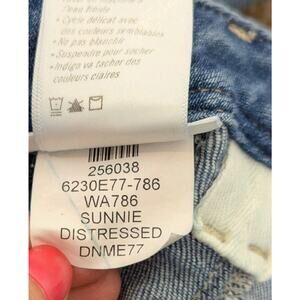 l'eau froide
• Cycle délicat avec
des couleurs semblables
• Ne pas blanchir
• Suspendre pour sécher
• Indigo va tacher des
couleurs claires
256038
6230E77-786
WA786
SUNNIE
DISTRESSED
DNME77